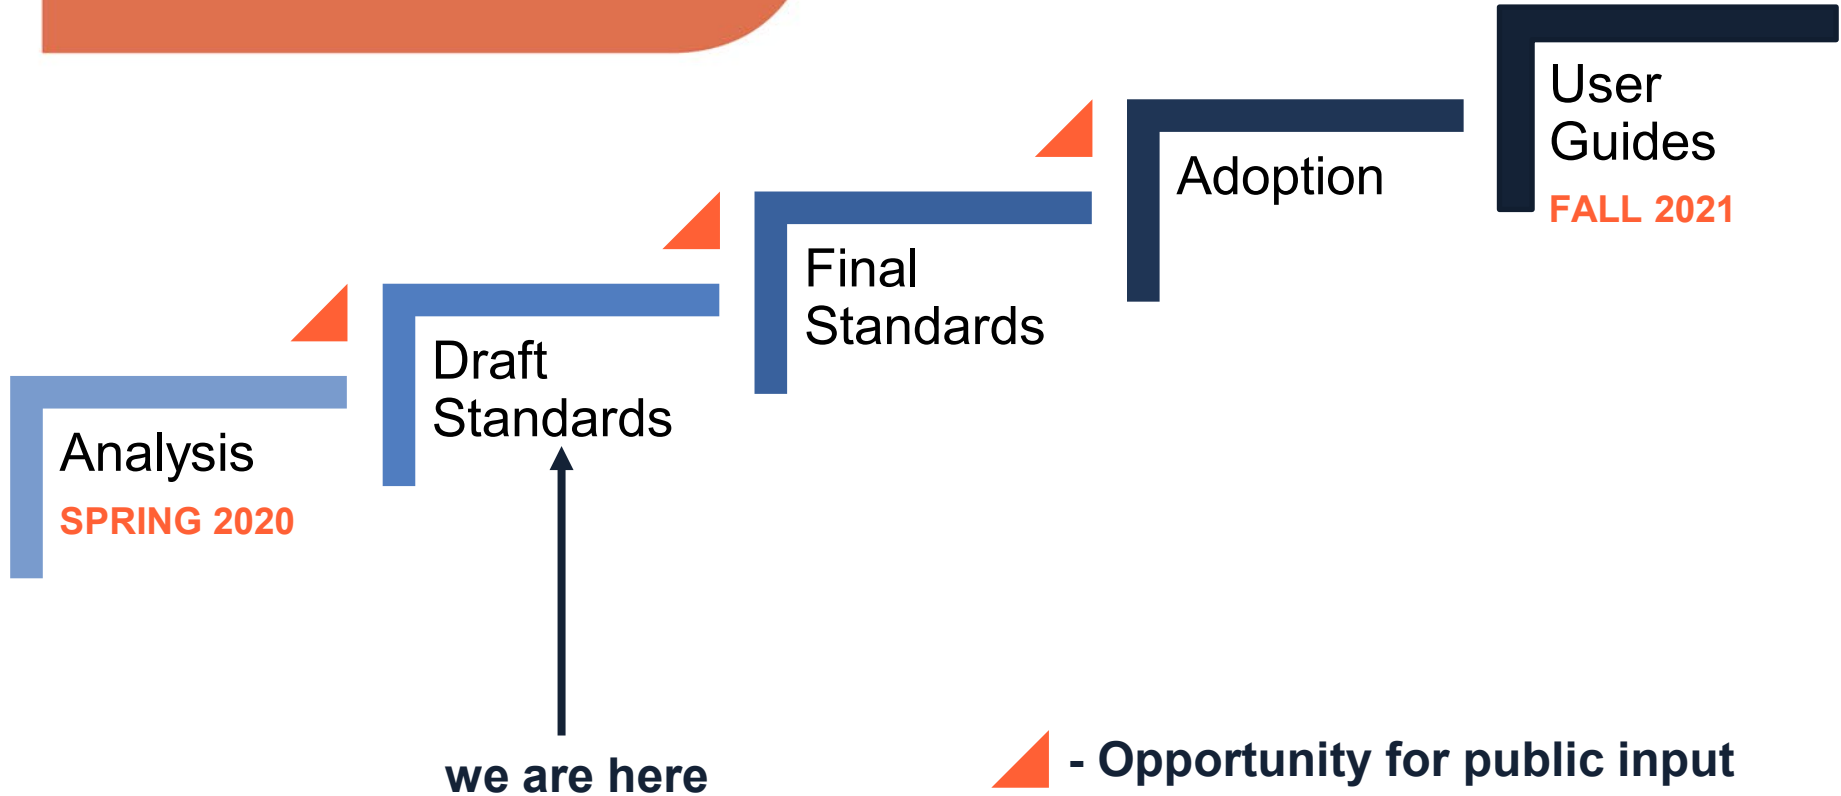 Analysis
SPRING 2020
Draft
Standards
Final
Standards
Adoption
User
Guides
FALL 2021
we are here
- Opportunity for public input